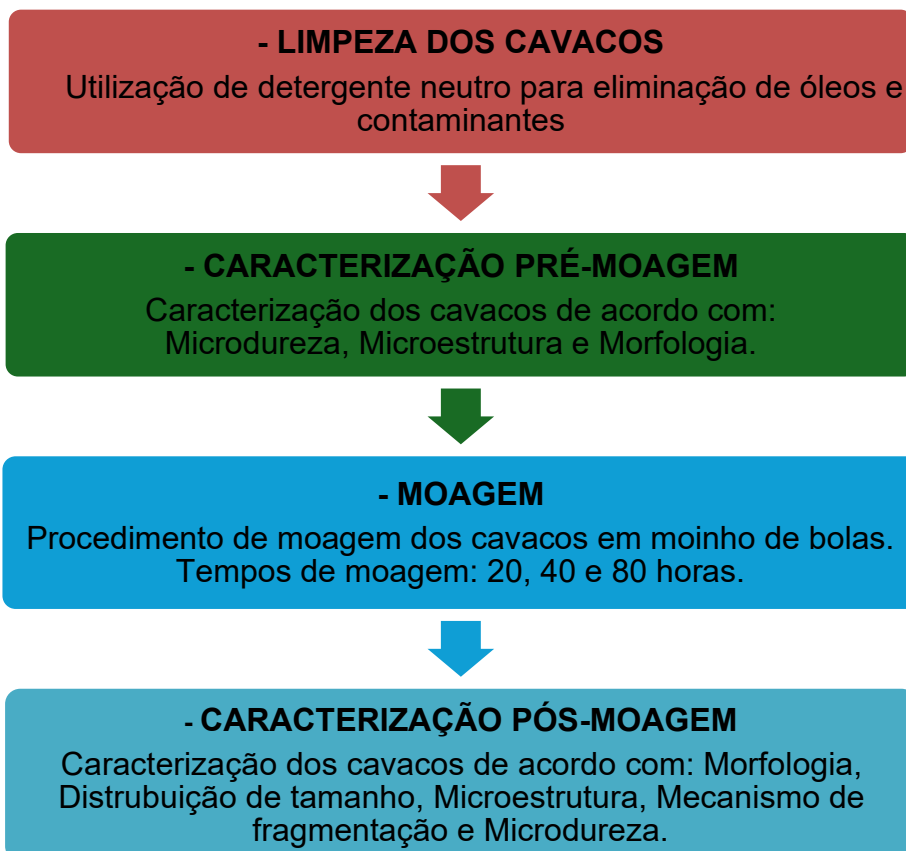 - LIMPEZA DOS CAVACOS
Utilização de detergente neutro para eliminação de óleos e
contaminantes
- CARACTERIZAÇÃO PRÉ-MOAGEM
Caracterização dos cavacos de acordo com:
Microdureza, Microestrutura e Morfologia.
- MOAGEM
Procedimento de moagem dos cavacos em moinho de bolas.
Tempos de moagem: 20, 40 e 80 horas.
- CARACTERIZAÇÃO PÓS-MOAGEM
Caracterização dos cavacos de acordo com: Morfologia,
Distrubuição de tamanho, Microestrutura, Mecanismo de
fragmentação e Microdureza.